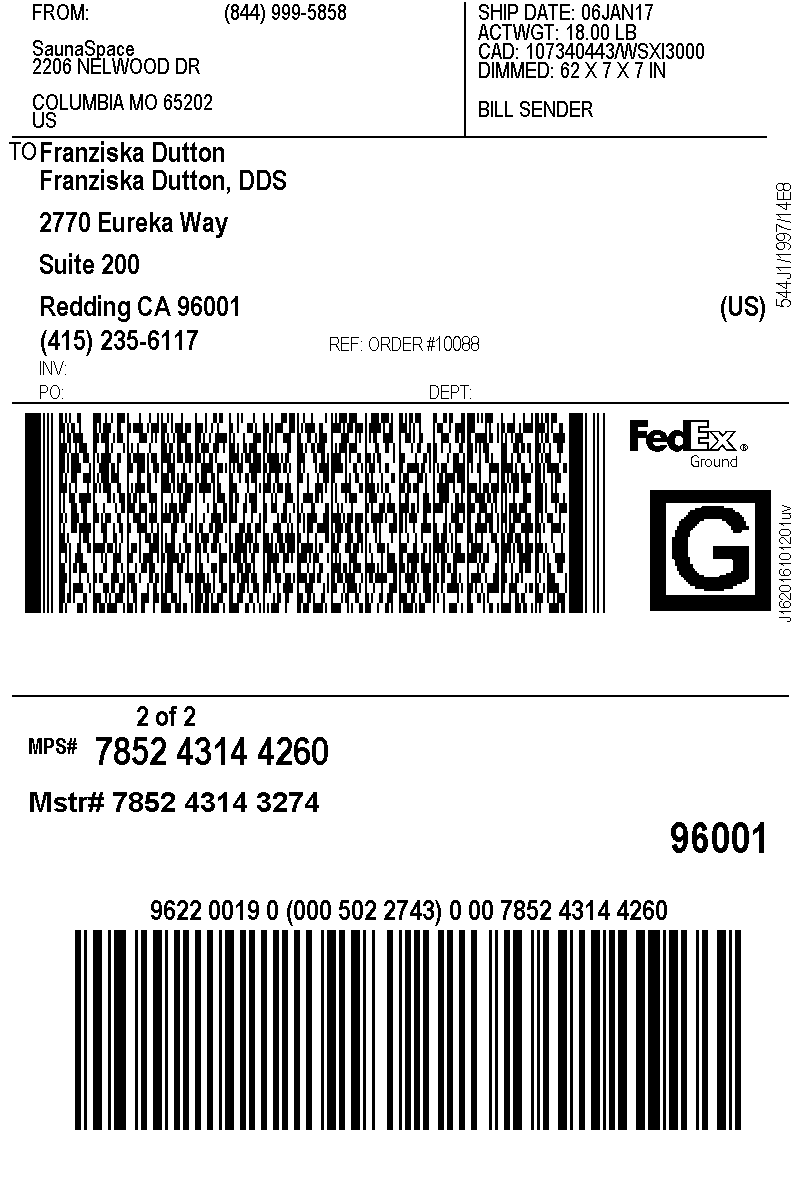 FROM: (844) 999-5858
SaunaSpace
2206 NELWOOD DR
COLUMBIA MO 65202
US
SHIP DATE: 06JAN17
ACTWGT: 18.00 LB
CAD: 107340443/WSXI3000
DIMMED: 62 X 7 X 7 IN
BILL SENDER
TO Franziska Dutton
Franziska Dutton, DDS
2770 Eureka Way
Suite 200
Redding CA 96001 (US)
(415) 235-6117 REF: ORDER #10088
INV:
PO: DEPT:
544J1/1997/14E8
FedEx®
Ground
G
J162016101201uv
2 of 2
MPS# 7852 4314 4260
Mstr# 7852 4314 3274
96001
9622 0019 0 (000 502 2743) 0 00 7852 4314 4260